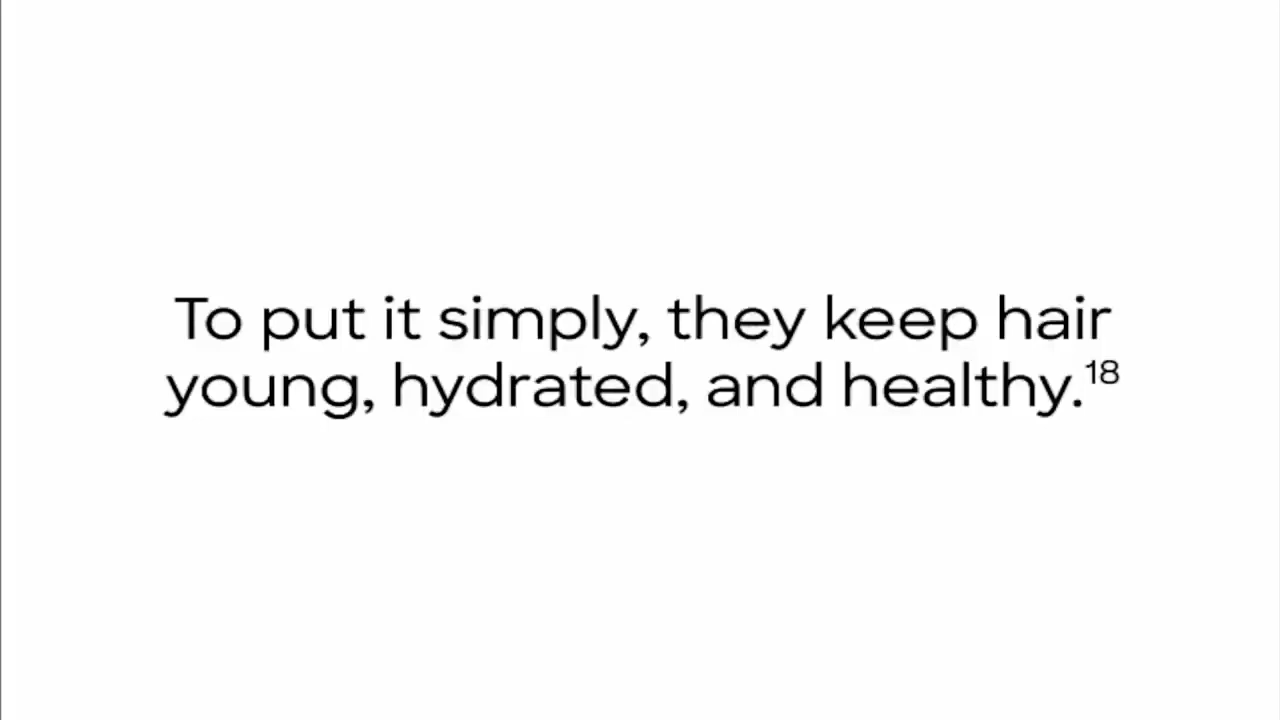 To put it simply, they keep hair
young, hydrated, and healthy.¹⁸